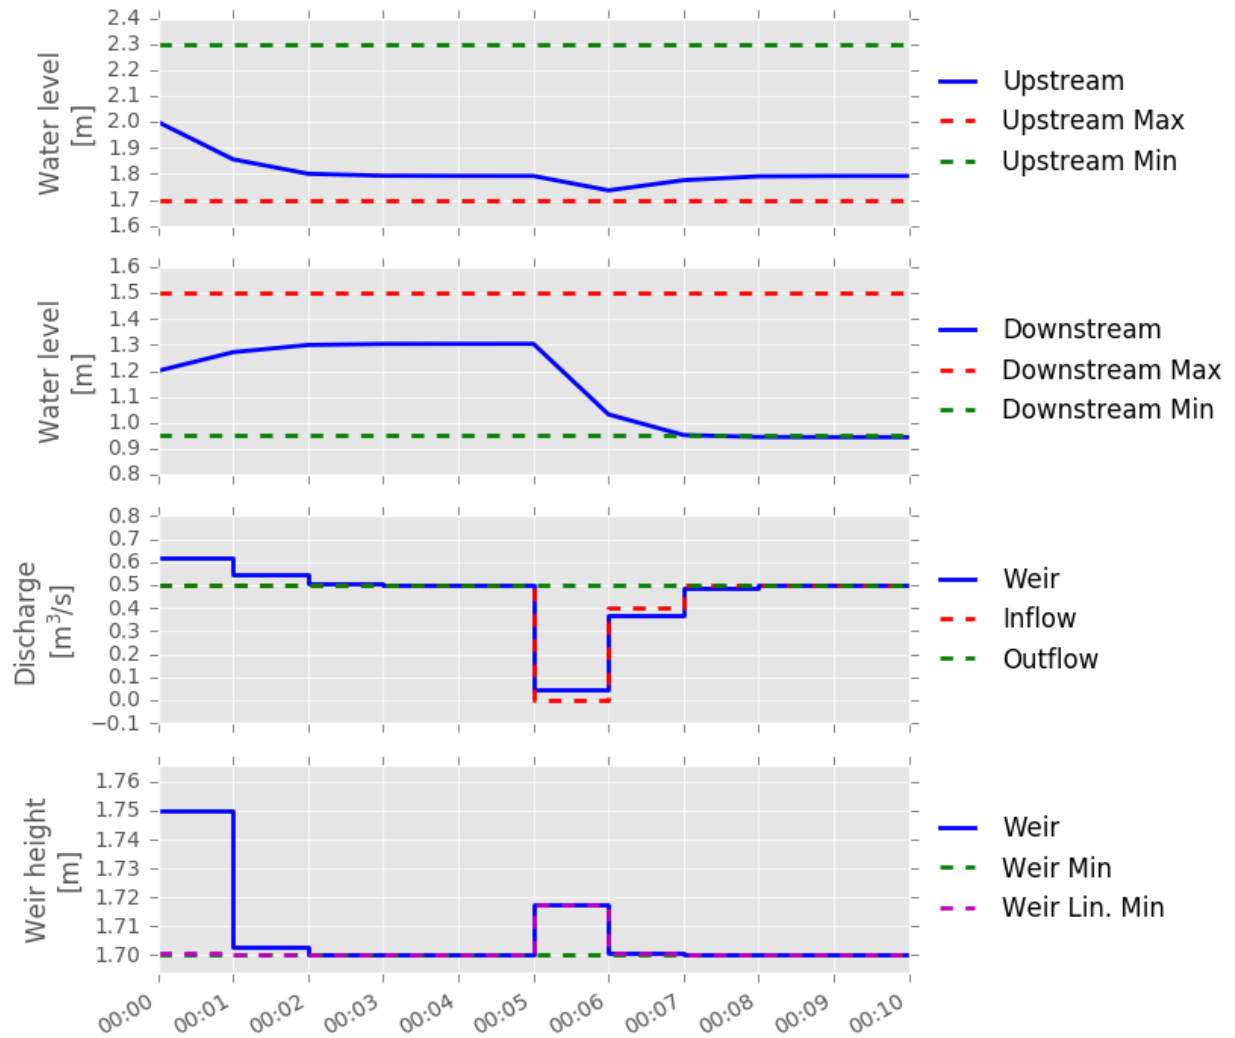 2.4
2.3
2.2
2.1
2.0
1.9
1.8
1.7
1.6
Water level
[m]
Upstream
Upstream Max
Upstream Min
1.6
1.5
1.4
1.3
1.2
1.1
1.0
0.9
0.8
Water level
[m]
Downstream
Downstream Max
Downstream Min
0.8
0.7
0.6
0.5
0.4
0.3
0.2
0.1
0.0
−0.1
Discharge
[m³/s]
Weir
Inflow
Outflow
1.76
1.75
1.74
1.73
1.72
1.71
1.70
Weir height
[m]
Weir
Weir Min
Weir Lin. Min
00:00 00:01 00:02 00:03 00:04 00:05 00:06 00:07 00:08 00:09 00:10